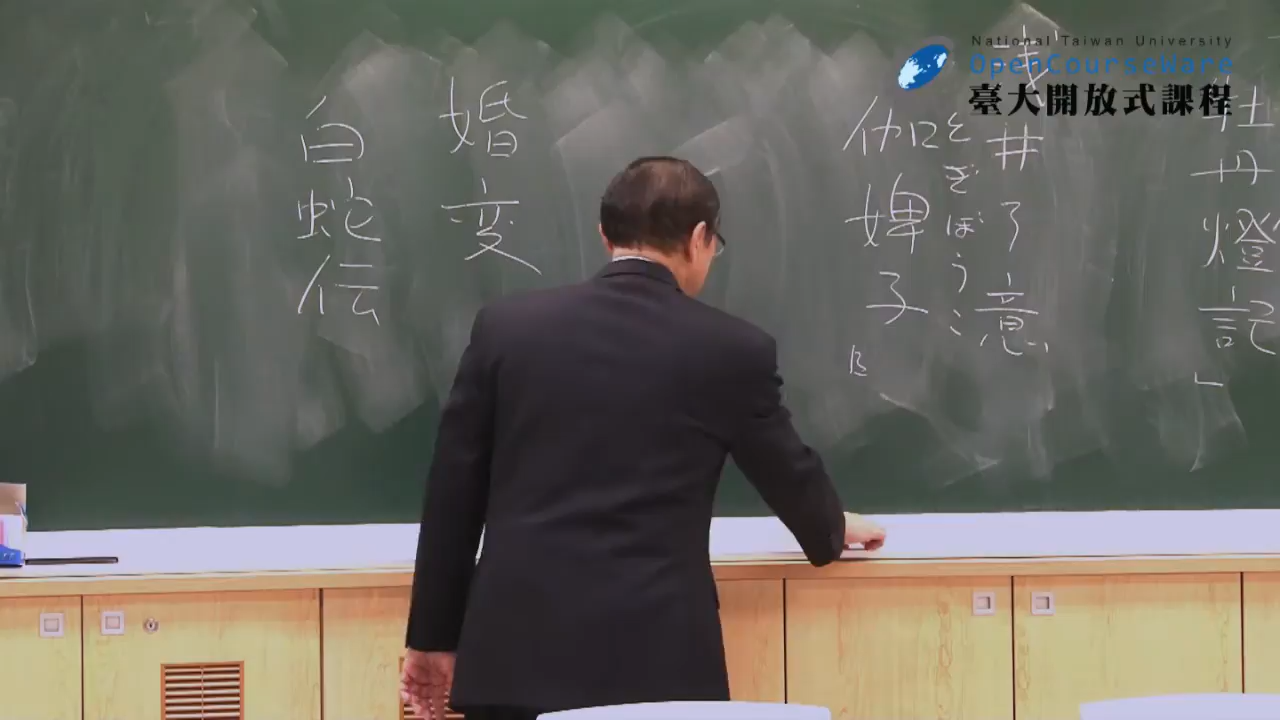 National Taiwan University
OpenCourseWare
臺大開放式課程
牡丹燈記」
浅井了意
とぎぼうこ
伽婢子』
婚変
白蛇伝